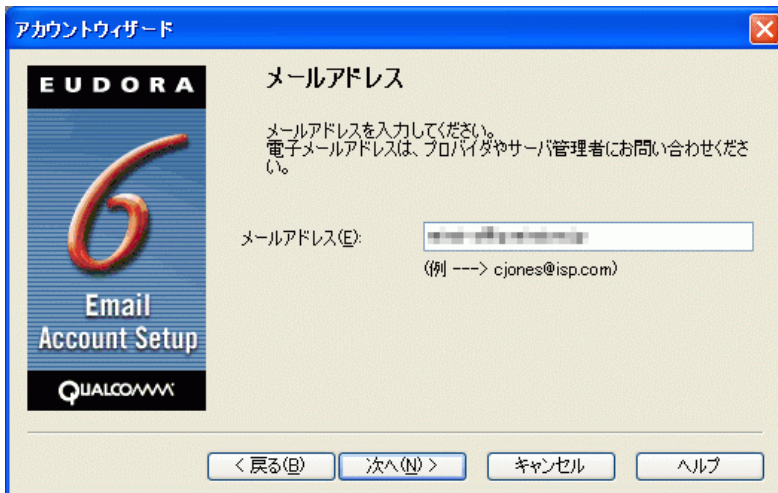 アカウントウィザード
EUDORA
6
Email
Account Setup
QUALCOMM
メールアドレス
メールアドレスを入力してください。
電子メールアドレスは、プロバイダやサーバ管理者にお問い合わせくださ
い。
メールアドレス(E):
(例 ---> cjones@isp.com)
< 戻る(B)
次へ(N) >
キャンセル
ヘルプ